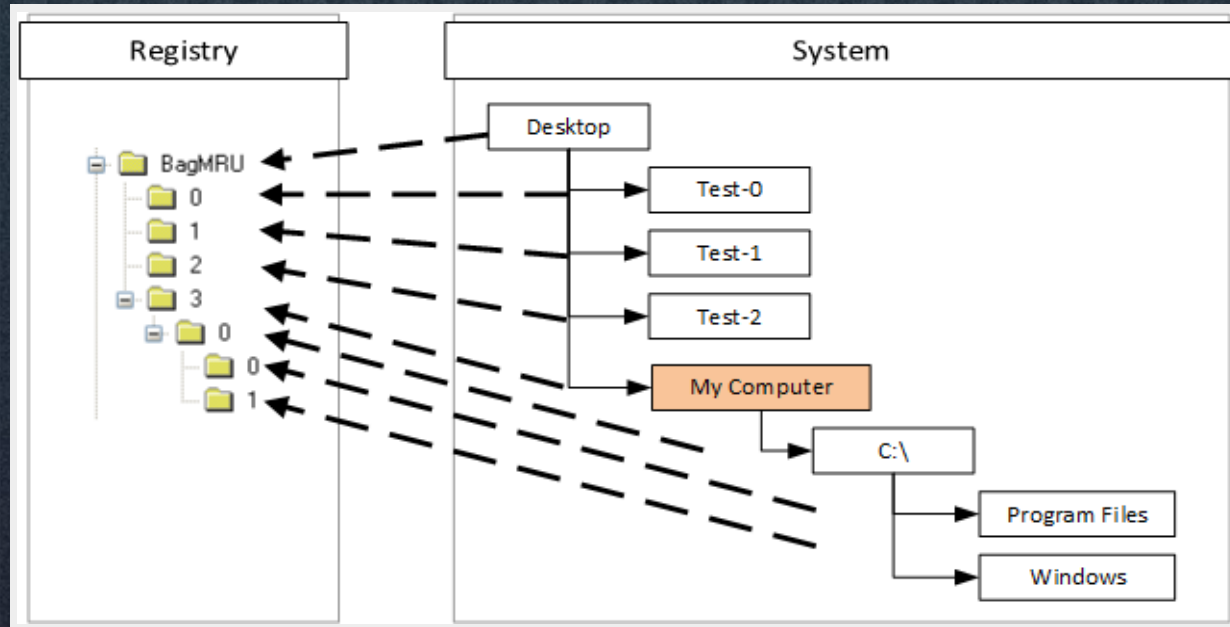 Registry
System
BagMRU
0
1
2
3
0
0
1
Desktop
Test-0
Test-1
Test-2
My Computer
C:\
Program Files
Windows